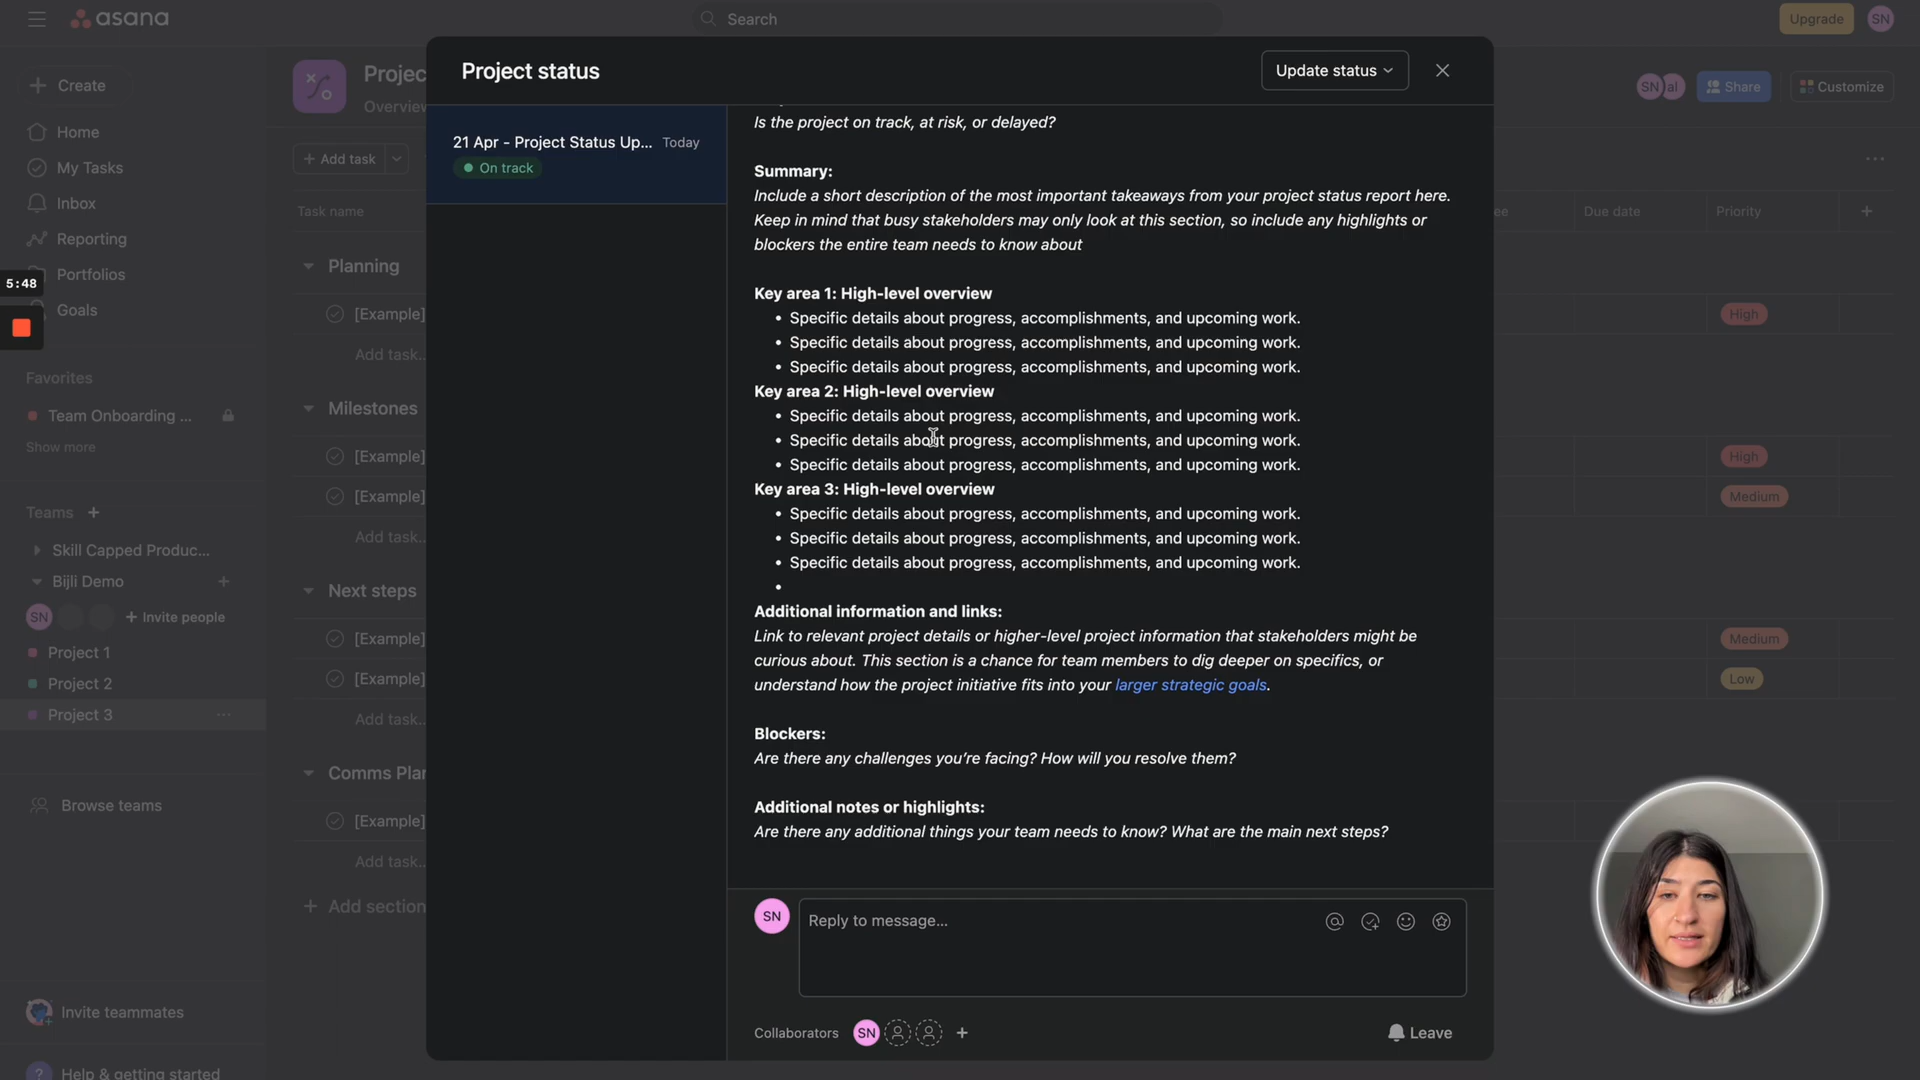 asana
Search
Upgrade
SN
Create
Projec
Overview
Project status
Update status
SN
al
Share
Customize
Home
My Tasks
Inbox
Reporting
Portfolios
Goals
5:48
Add task
Task name
21 Apr - Project Status Up...
Today
On track
Is the project on track, at risk, or delayed?
Summary:
Include a short description of the most important takeaways from your project status report here.
Keep in mind that busy stakeholders may only look at this section, so include any highlights or
blockers the entire team needs to know about
Key area 1: High-level overview
• Specific details about progress, accomplishments, and upcoming work.
• Specific details about progress, accomplishments, and upcoming work.
• Specific details about progress, accomplishments, and upcoming work.
Key area 2: High-level overview
• Specific details about progress, accomplishments, and upcoming work.
• Specific details about progress, accomplishments, and upcoming work.
• Specific details about progress, accomplishments, and upcoming work.
Key area 3: High-level overview
• Specific details about progress, accomplishments, and upcoming work.
• Specific details about progress, accomplishments, and upcoming work.
• Specific details about progress, accomplishments, and upcoming work.
•
Additional information and links:
Link to relevant project details or higher-level project information that stakeholders might be
curious about. This section is a chance for team members to dig deeper on specifics, or
understand how the project initiative fits into your larger strategic goals.
Blockers:
Are there any challenges you're facing? How will you resolve them?
Additional notes or highlights:
Are there any additional things your team needs to know? What are the main next steps?
SN
Reply to message...
Collaborators
SN
Leave
ee
Due date
Priority
High
High
Medium
Medium
Low
Planning
[Example]
Add task..
Milestones
[Example]
[Example]
Add task..
Next steps
[Example]
[Example]
Add task..
Comms Plan
[Example]
Add task..
Add section
Favorites
Team Onboarding ...
Show more
Teams
Skill Capped Produc...
Bijli Demo
SN
Invite people
Project 1
Project 2
Project 3
Browse teams
Invite teammates
Help & getting started